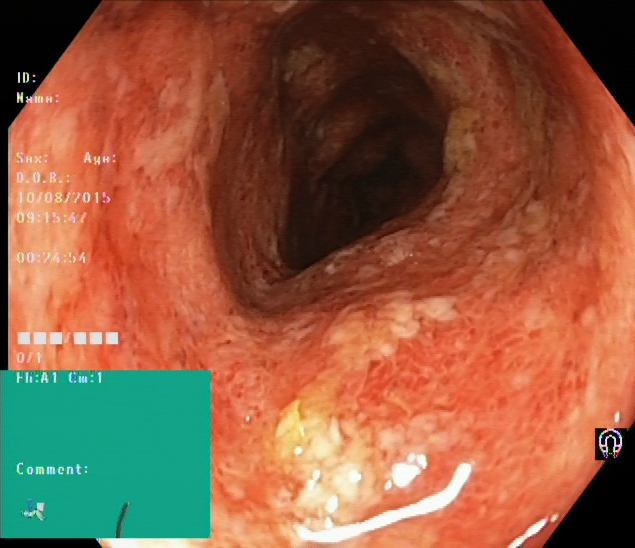 ID:
Name:
Sex: Age:
D.O.B.:
10/08/2015
09:15:47
00:24:54
0/1
Eh:A1 Cm:1
Comment: